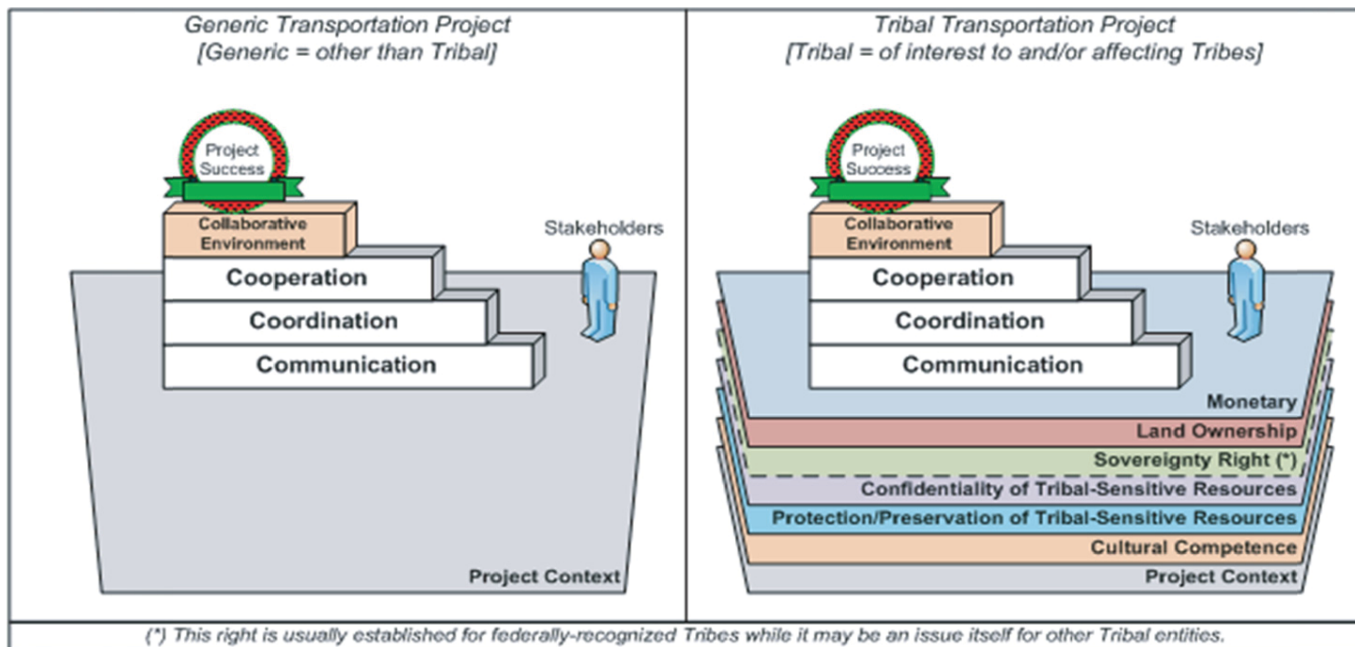 Generic Transportation Project
[Generic = other than Tribal]
Project
Success
Collaborative
Environment
Cooperation
Coordination
Communication
Stakeholders
Project Context
Tribal Transportation Project
[Tribal = of interest to and/or affecting Tribes]
Project
Success
Collaborative
Environment
Cooperation
Coordination
Communication
Stakeholders
Monetary
Land Ownership
Sovereignty Right (*)
Confidentiality of Tribal-Sensitive Resources
Protection/Preservation of Tribal-Sensitive Resources
Cultural Competence
Project Context
(*) This right is usually established for federally-recognized Tribes while it may be an issue itself for other Tribal entities.